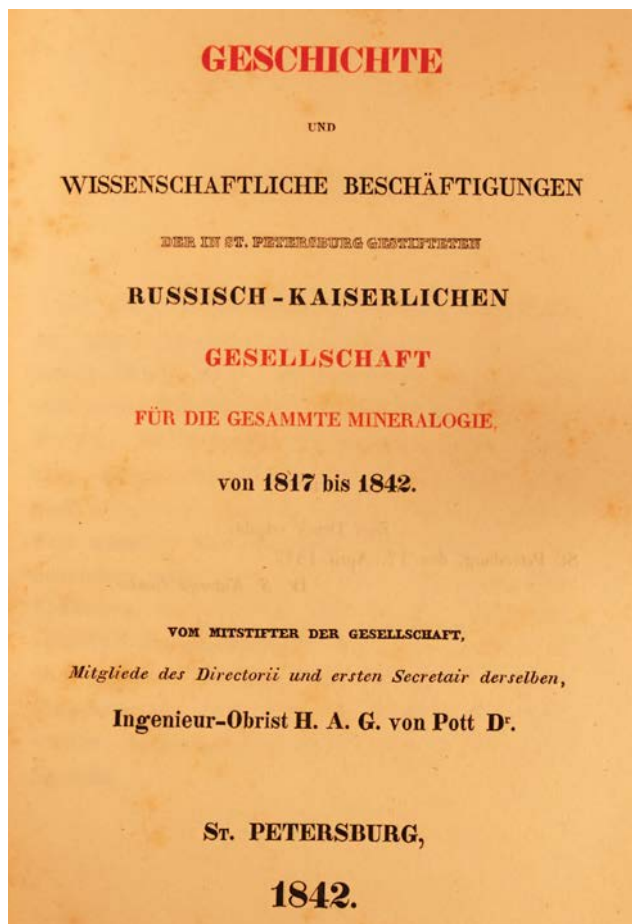 GESCHICHTE
UND
WISSENSCHAFTLICHE BESCHÄFTIGUNGEN
DER IN ST. PETERSBURG GESTIFTETEN
RUSSISCH-KAISERLICHEN
GESELLSCHAFT
FÜR DIE GESAMMTE MINERALOGIE,
von 1817 bis 1842.
VOM MITSTIFTER DER GESELLSCHAFT,
Mitgliede des Directorii und ersten Secretair derselben,
Ingenieur-Obrist H. A. G. von Pott Dr.
ST. PETERSBURG,
1842.